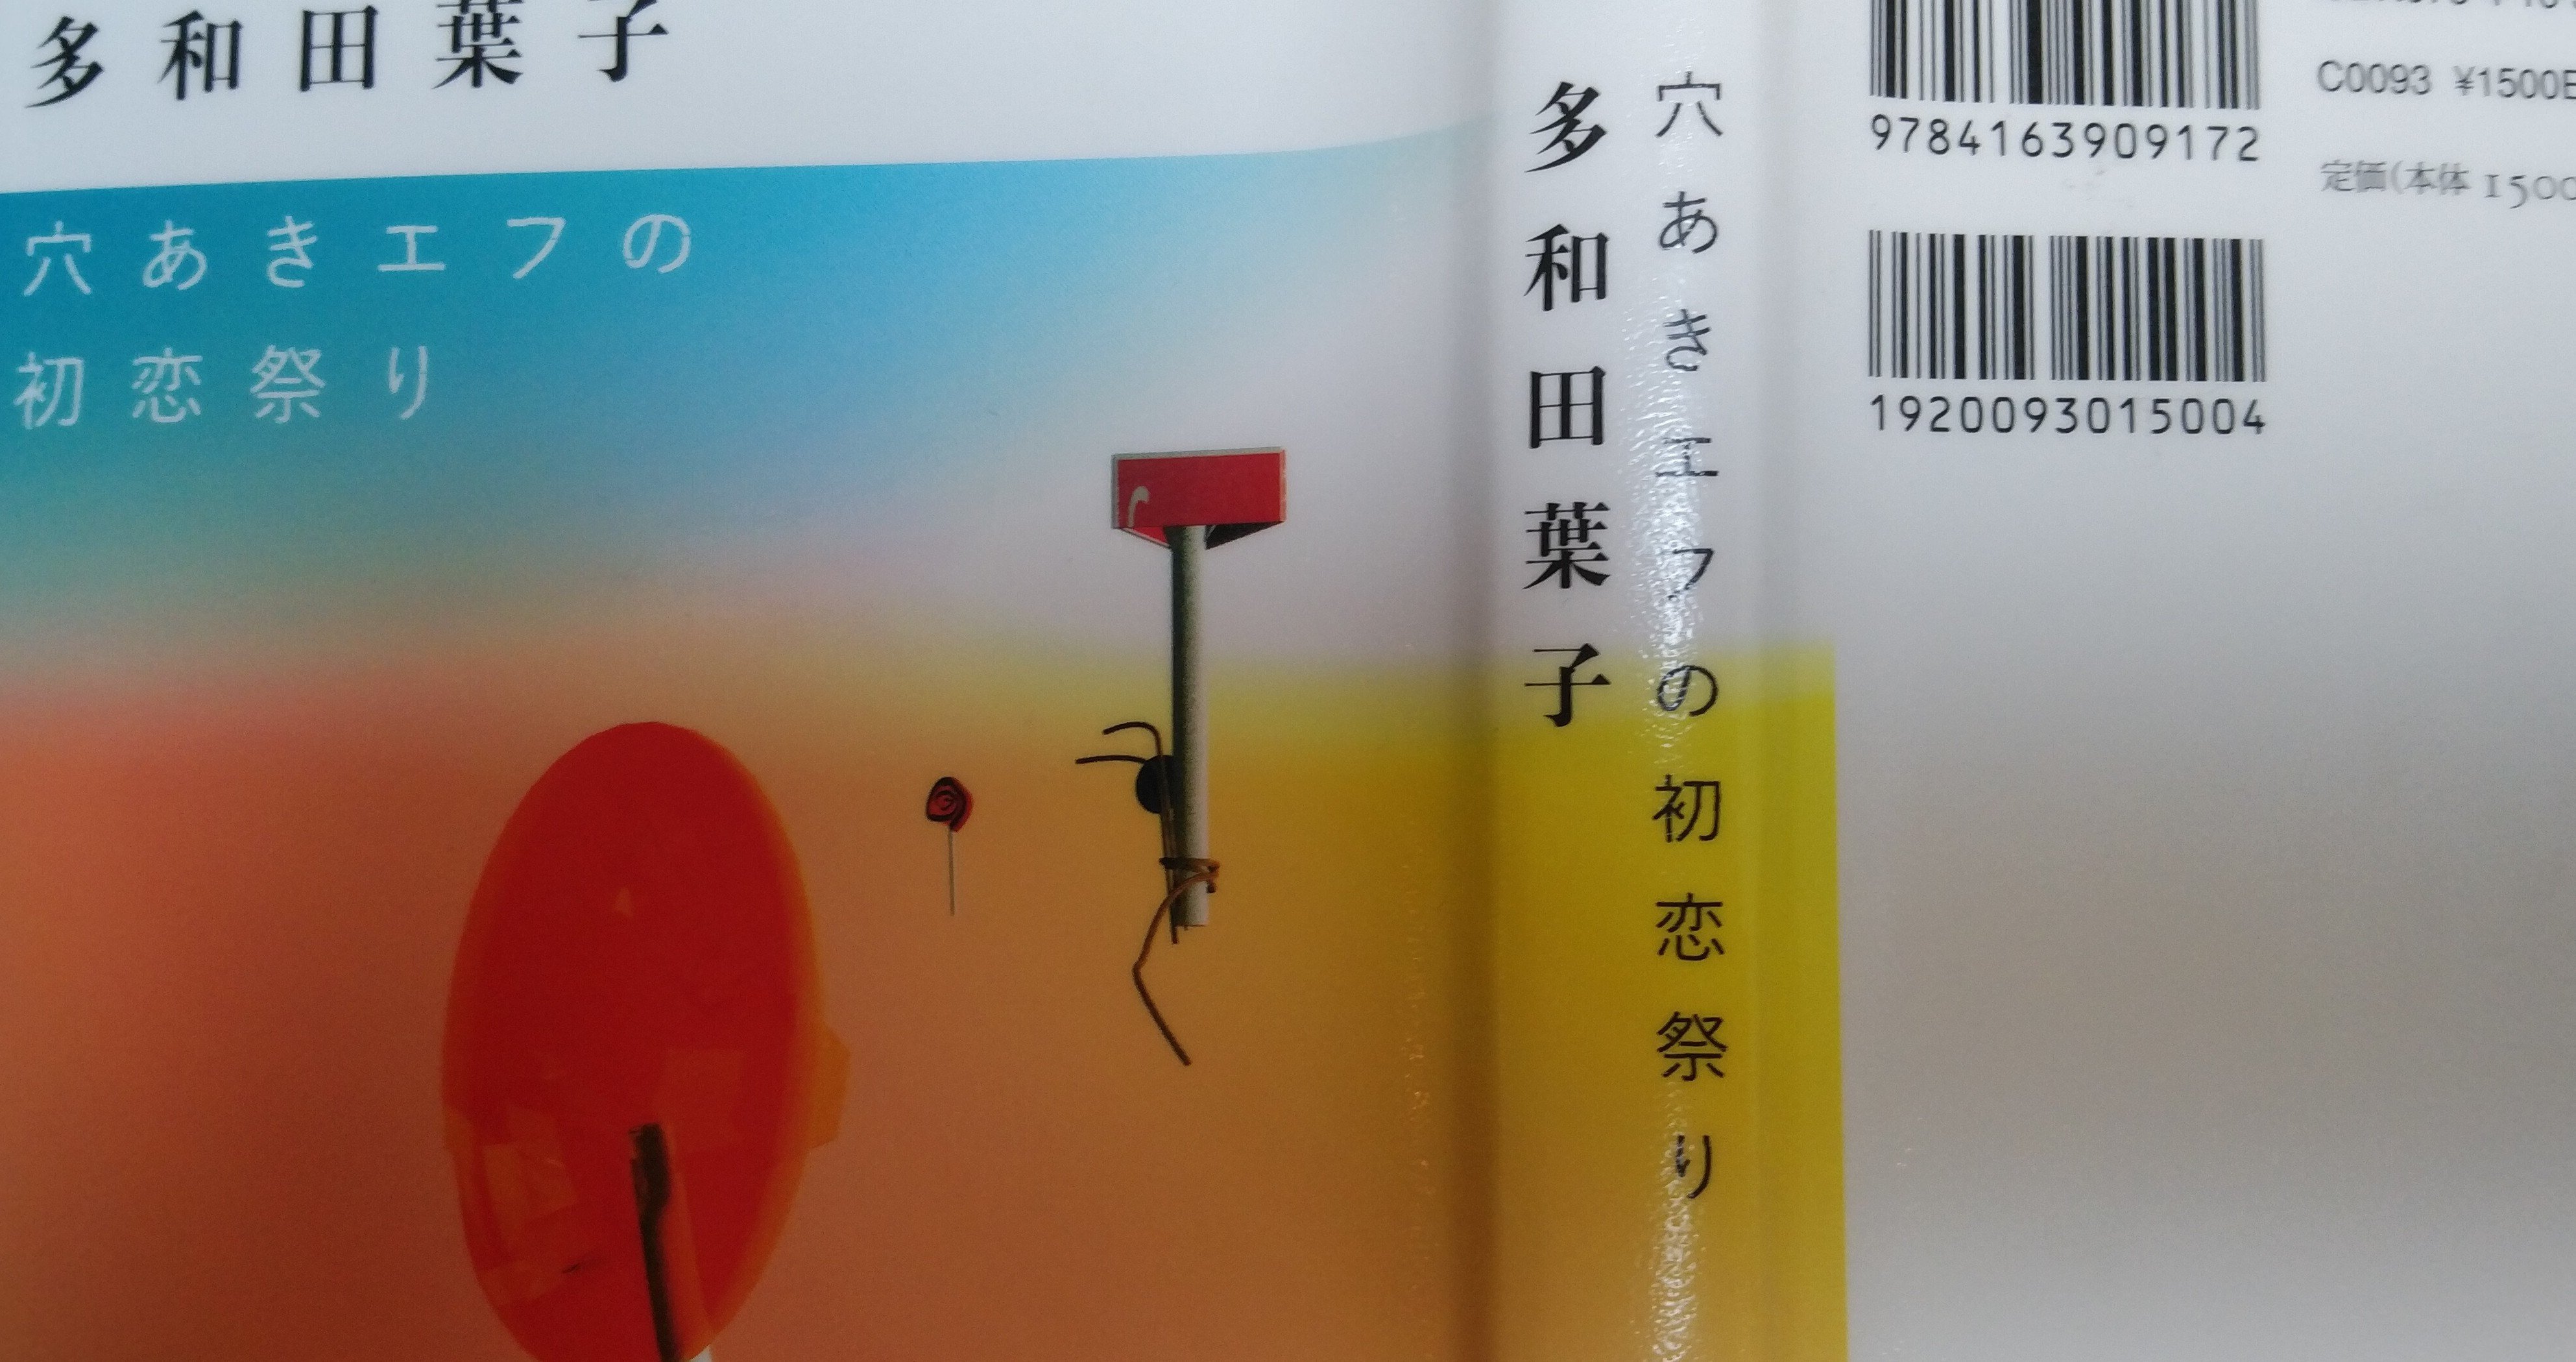 多和田葉子
穴あきエフの
初恋祭り
多和田葉子
穴あきエフの初恋祭り
9784163909172
C0093 ¥1500E
定価(本体 1500
1920093015004